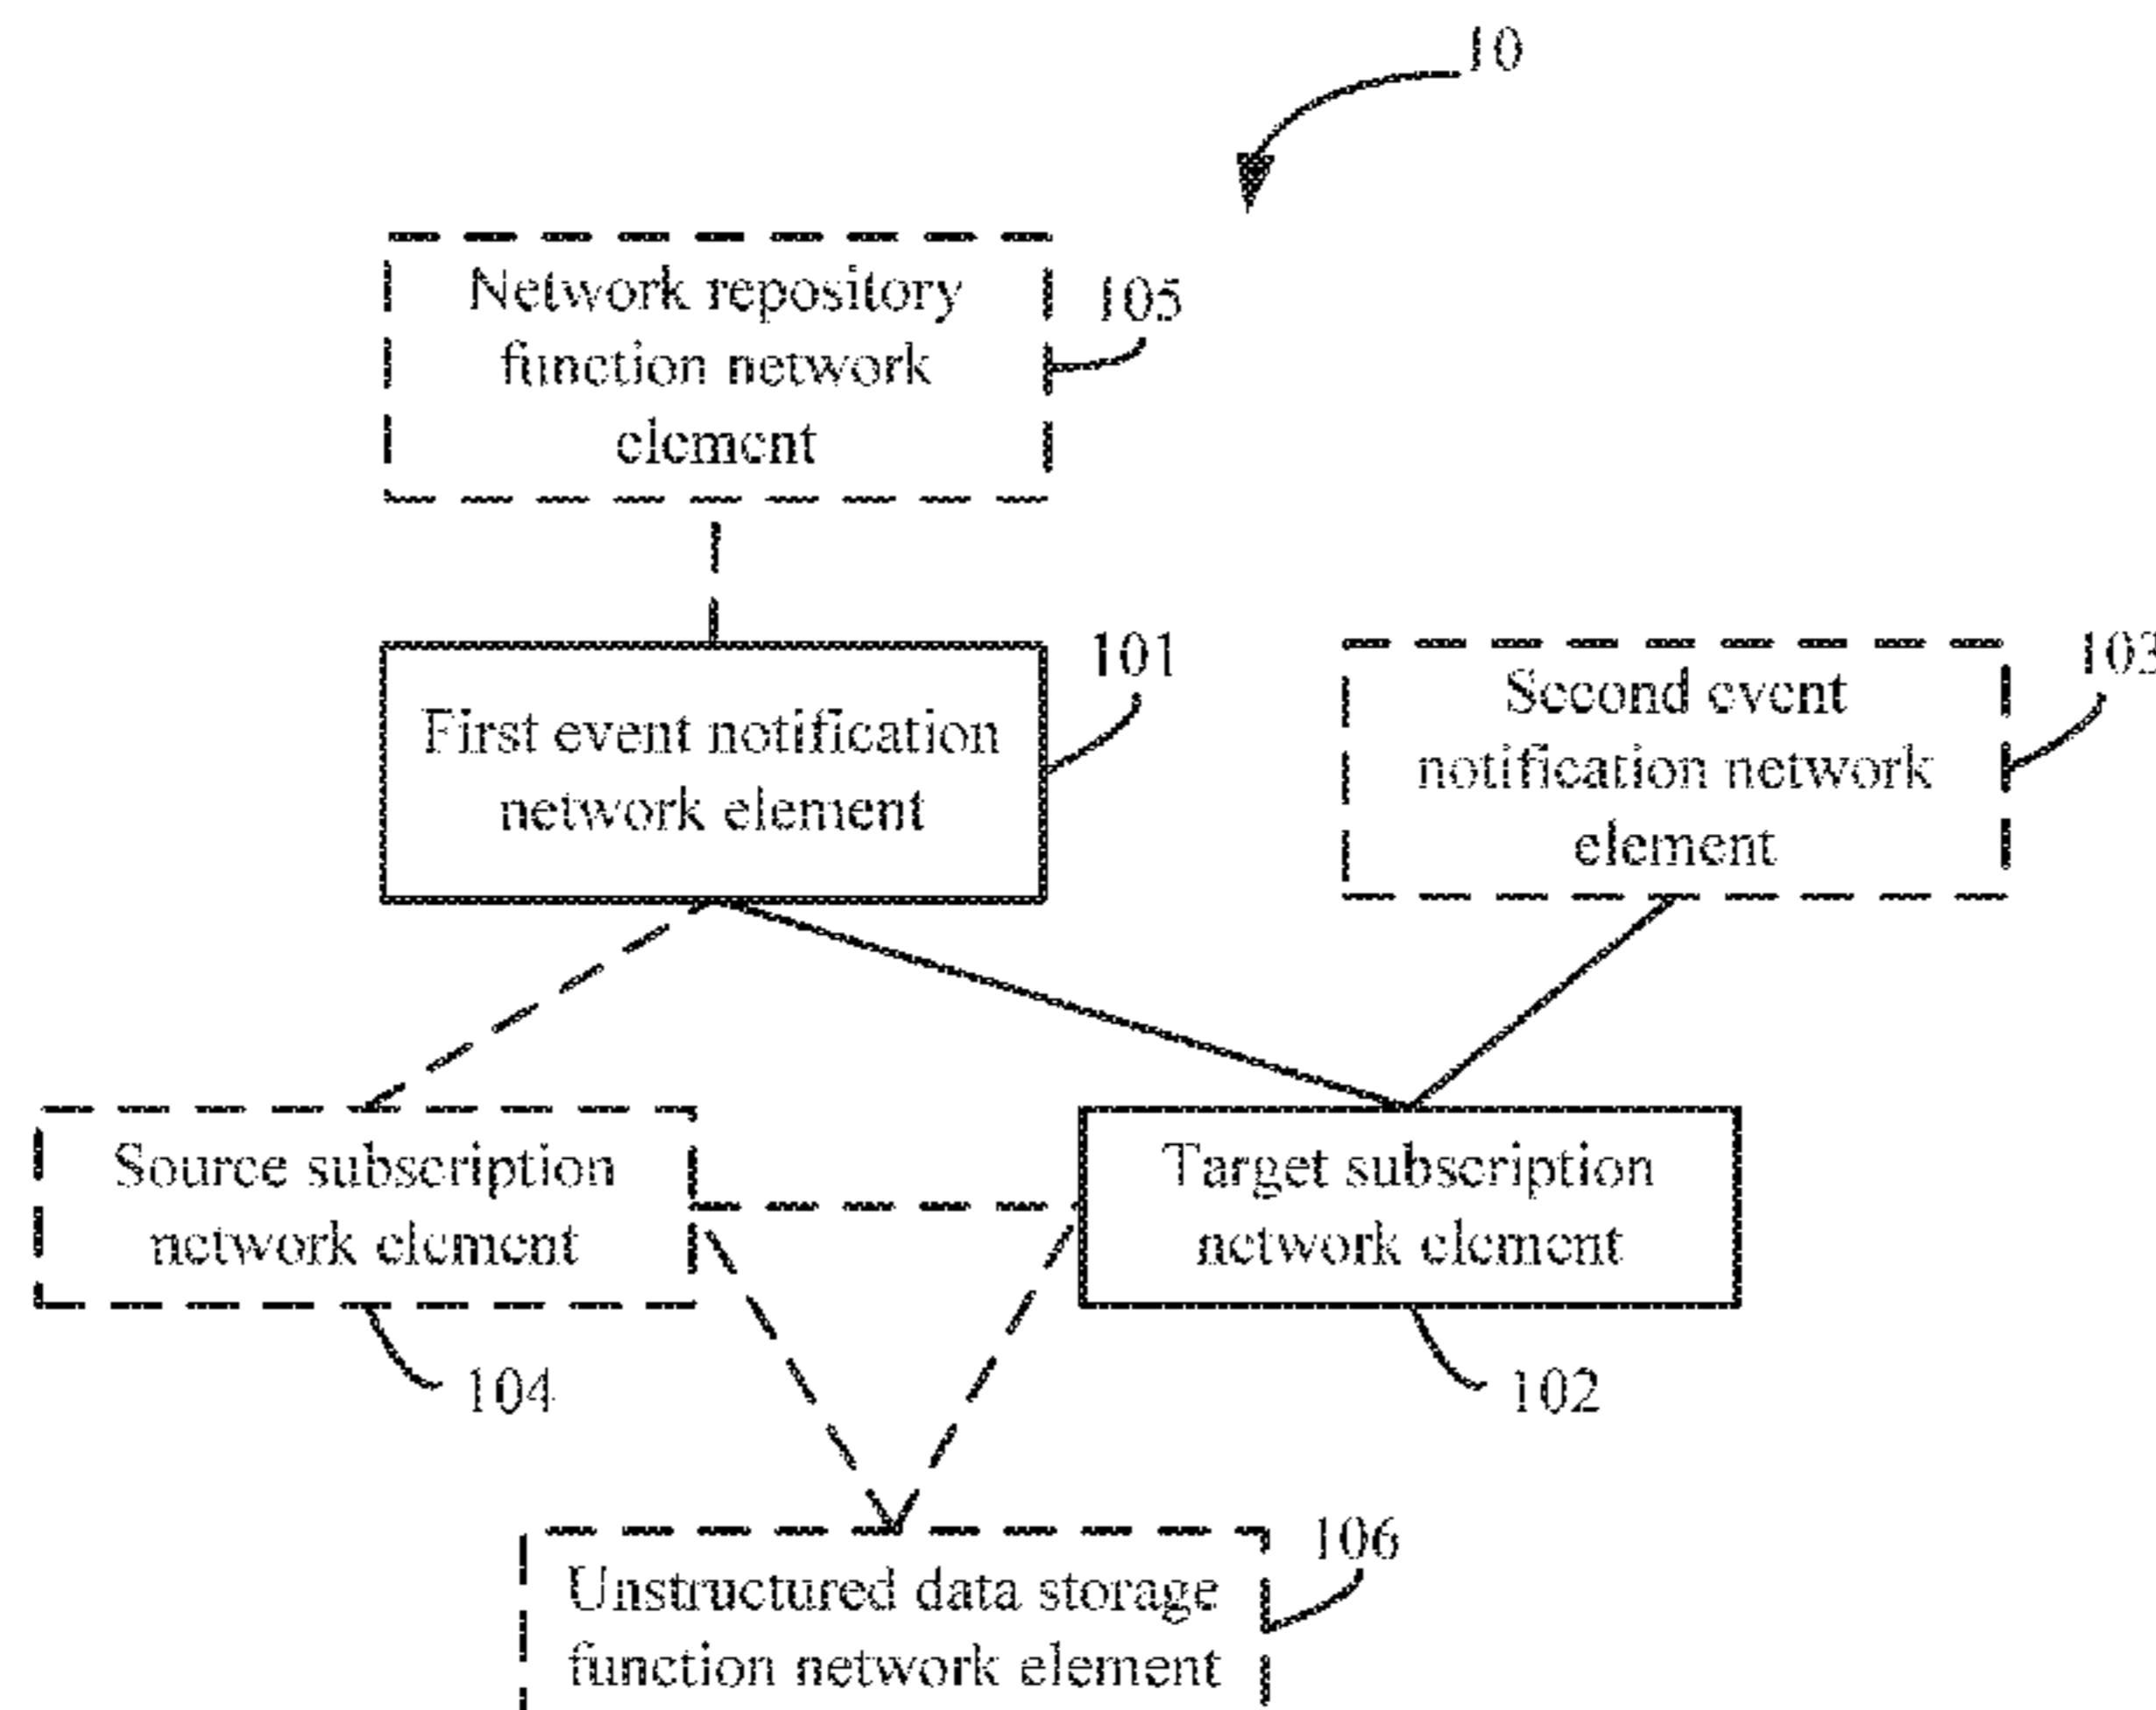 10
Network repository
function network
element
105
First event notification
network element
101
Second event
notification network
element
103
Source subscription
network element
104
Target subscription
network element
102
Unstructured data storage
function network element
106